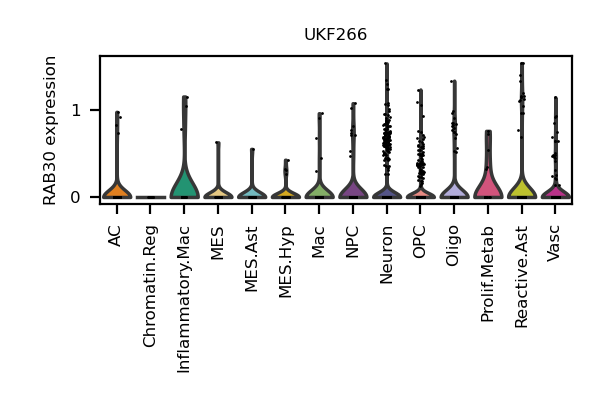 UKF266
RAB30 expression
1
0
AC
Chromatin.Reg
Inflammatory.Mac
MES
MES.Ast
MES.Hyp
Mac
NPC
Neuron
OPC
Oligo
Prolif.Metab
Reactive.Ast
Vasc